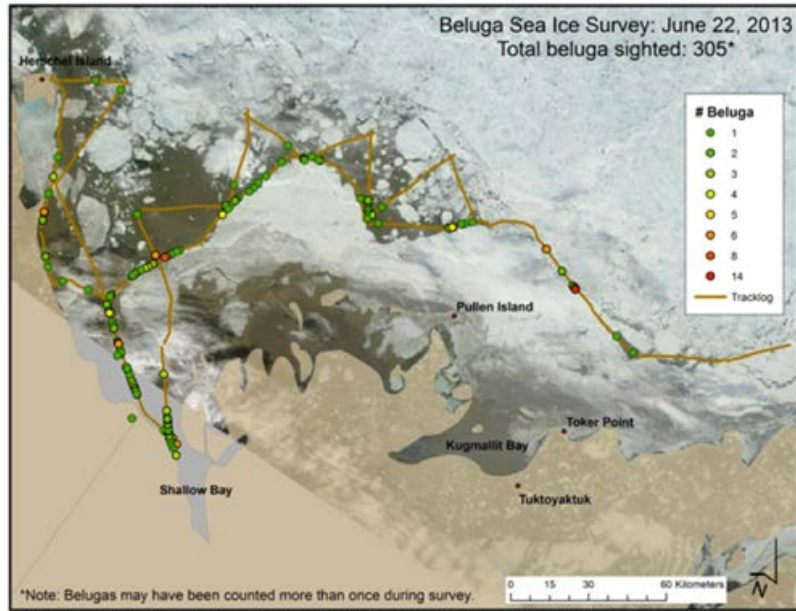 Beluga Sea Ice Survey: June 22, 2013
Total beluga sighted: 305*
Herschel Island
# Beluga
1
2
3
4
5
6
8
14
Tracklog
Pullen Island
Toker Point
Kugmallit Bay
Shallow Bay
Tuktoyaktuk
*Note: Belugas may have been counted more than once during survey.
0 15 30 60 Kilometers
N